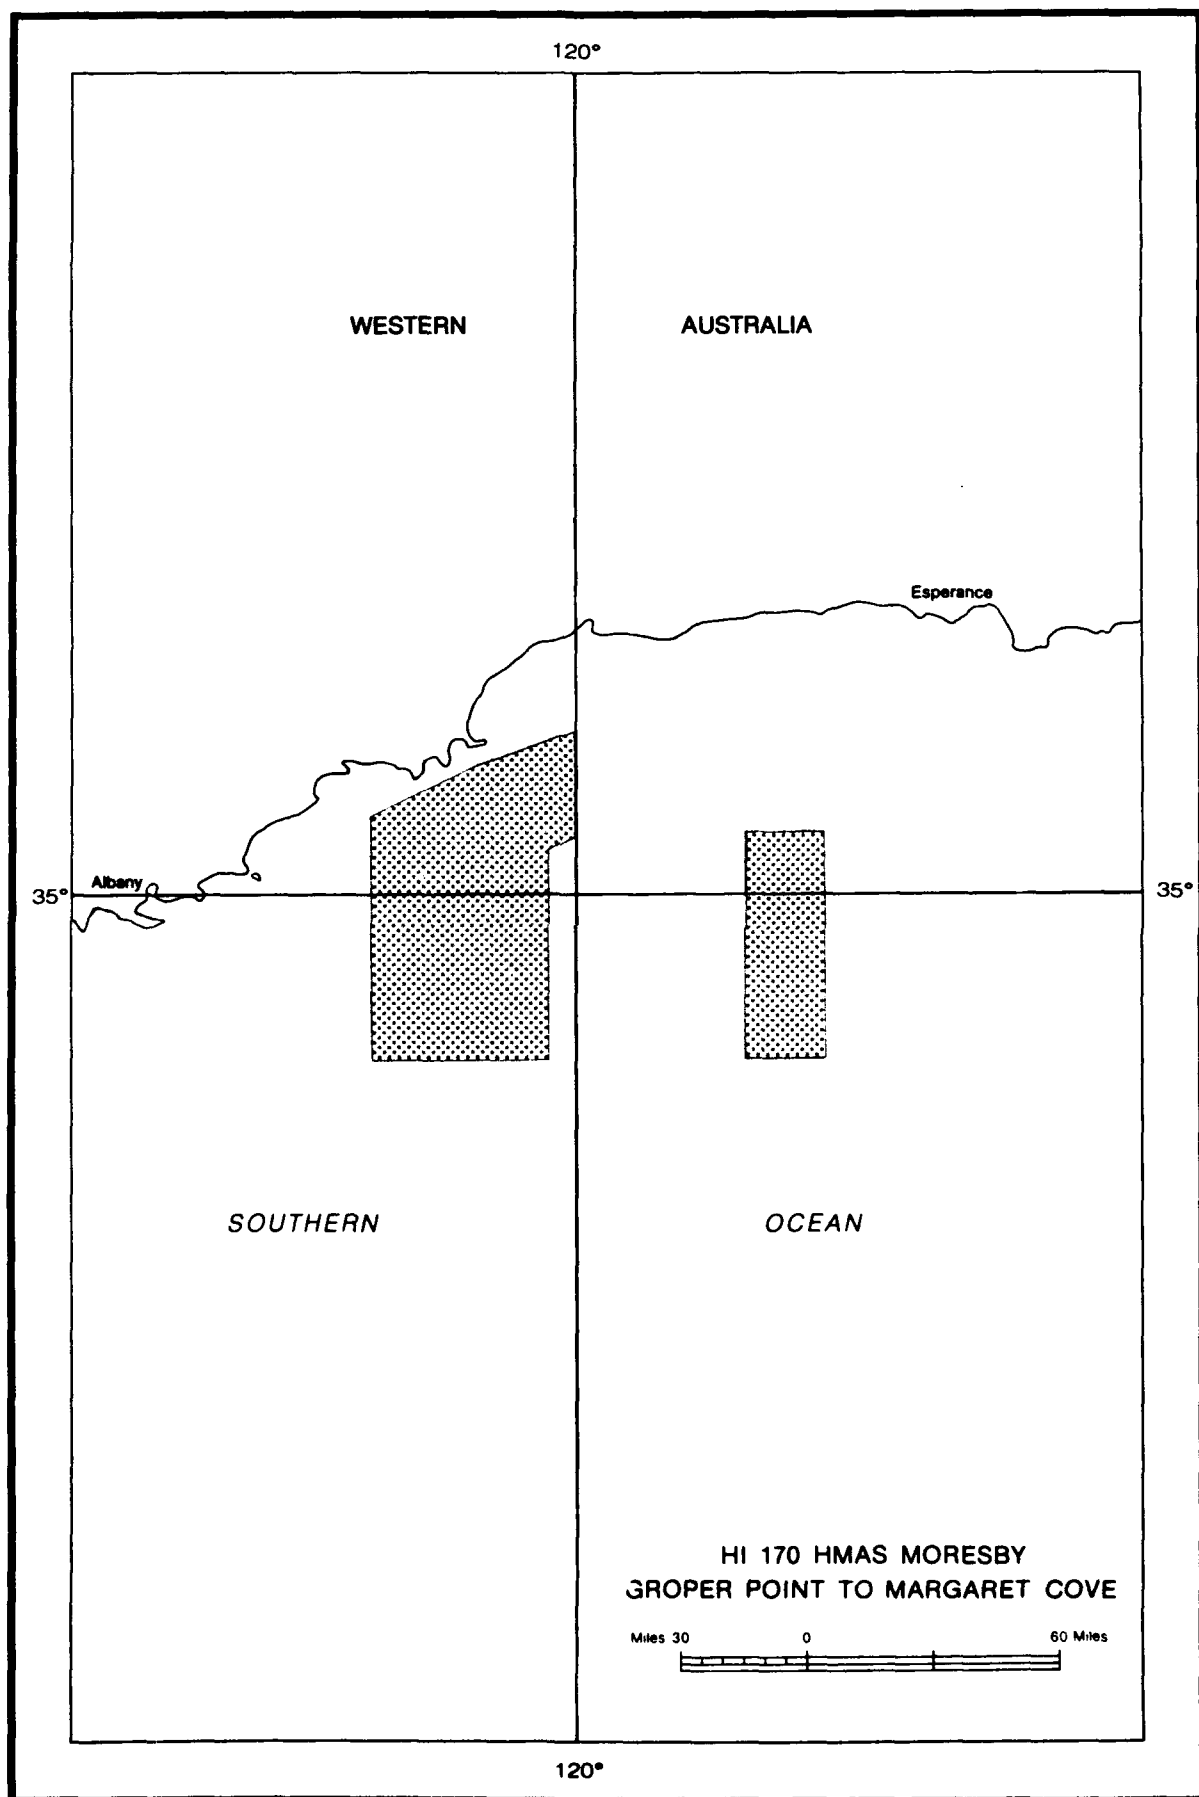 120°
WESTERN AUSTRALIA
Esperance
Albany
35° 35°
SOUTHERN OCEAN
HI 170 HMAS MORESBY
GROPER POINT TO MARGARET COVE
Miles 30 0 60 Miles
120°